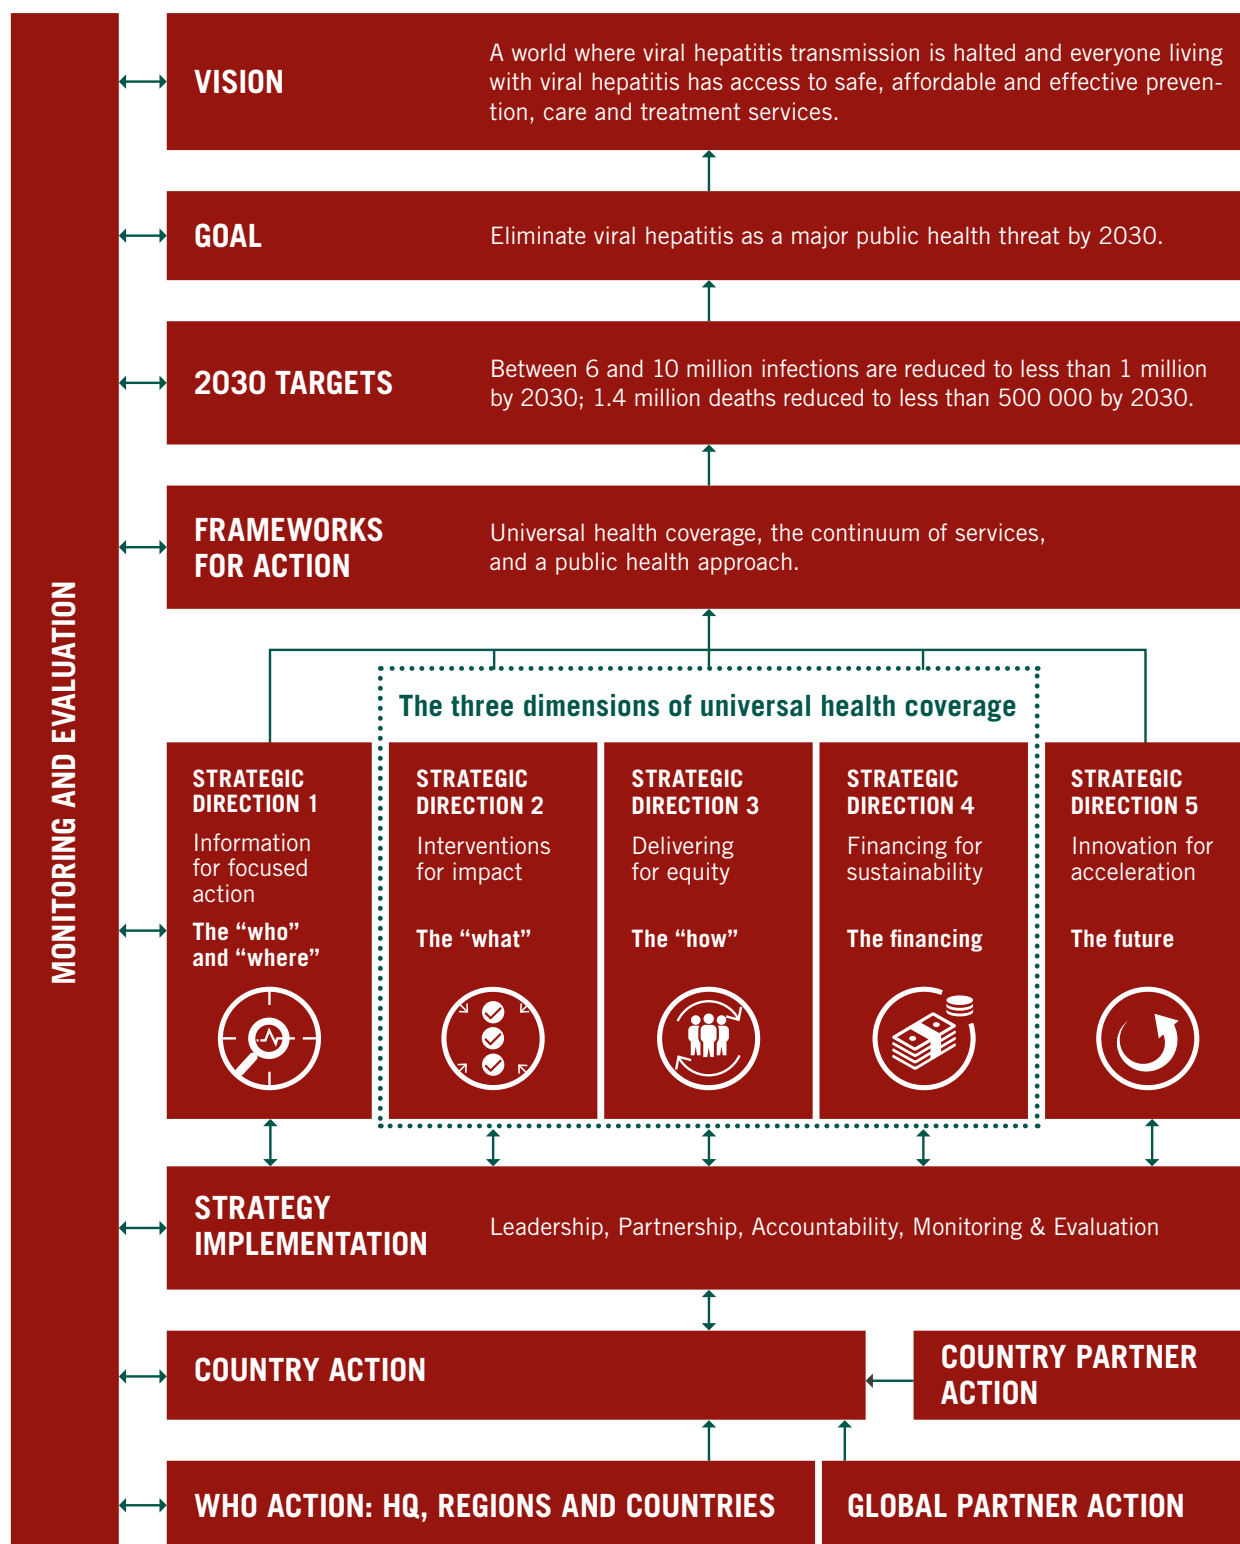 MONITORING AND EVALUATION
VISION
A world where viral hepatitis transmission is halted and everyone living
with viral hepatitis has access to safe, affordable and effective preven-
tion, care and treatment services.
GOAL
Eliminate viral hepatitis as a major public health threat by 2030.
2030 TARGETS
Between 6 and 10 million infections are reduced to less than 1 million
by 2030; 1.4 million deaths reduced to less than 500 000 by 2030.
FRAMEWORKS
FOR ACTION
Universal health coverage, the continuum of services,
and a public health approach.
The three dimensions of universal health coverage
STRATEGIC
DIRECTION 1
Information
for focused
action
The “who”
and “where”
STRATEGIC
DIRECTION 2
Interventions
for impact
The “what”
STRATEGIC
DIRECTION 3
Delivering
for equity
The “how”
STRATEGIC
DIRECTION 4
Financing for
sustainability
The financing
STRATEGIC
DIRECTION 5
Innovation for
acceleration
The future
STRATEGY
IMPLEMENTATION
Leadership, Partnership, Accountability, Monitoring & Evaluation
COUNTRY ACTION
COUNTRY PARTNER
ACTION
WHO ACTION: HQ, REGIONS AND COUNTRIES
GLOBAL PARTNER ACTION